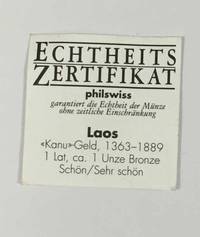 ECHTHEITS
ZERTIFIKAT
philswiss
garantiert die Echtheit der Münze
ohne zeitliche Einschränkung
Laos
«Kanu»-Geld, 1363–1889
1 Lat, ca. 1 Unze Bronze
Schön/Sehr schön